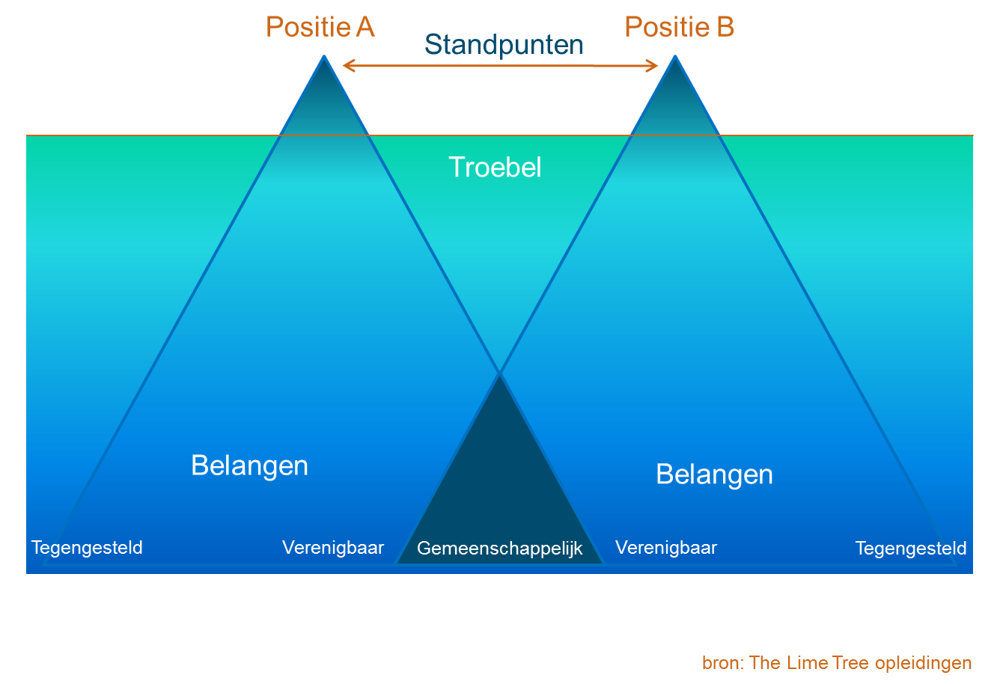 Positie A
Positie B
Standpunten
Troebel
Belangen
Belangen
Tegengesteld
Verenigbaar
Gemeenschappelijk
Verenigbaar
Tegengesteld
bron: The Lime Tree opleidingen